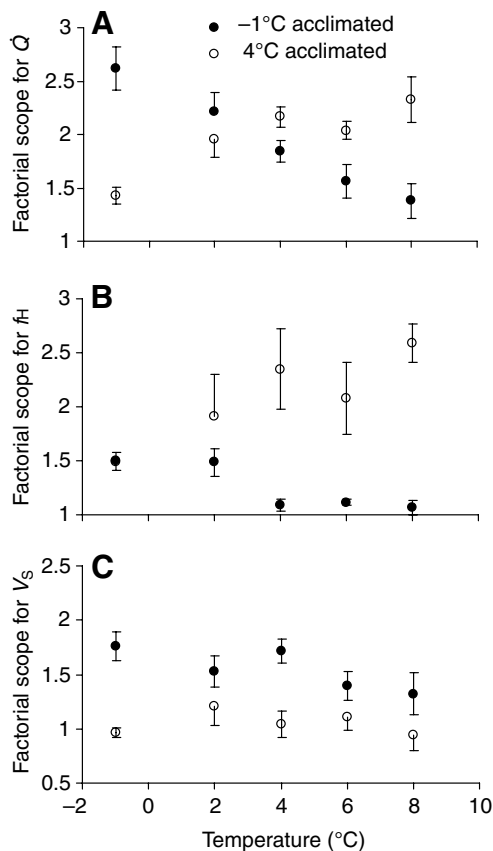 A
–1°C acclimated
4°C acclimated
3
2.5
2
1.5
1
Factorial scope for Q̇
B
3
2.5
2
1.5
1
Factorial scope for fH
C
2.5
2
1.5
1
0.5
Factorial scope for VS
–2 0 2 4 6 8 10
Temperature (°C)